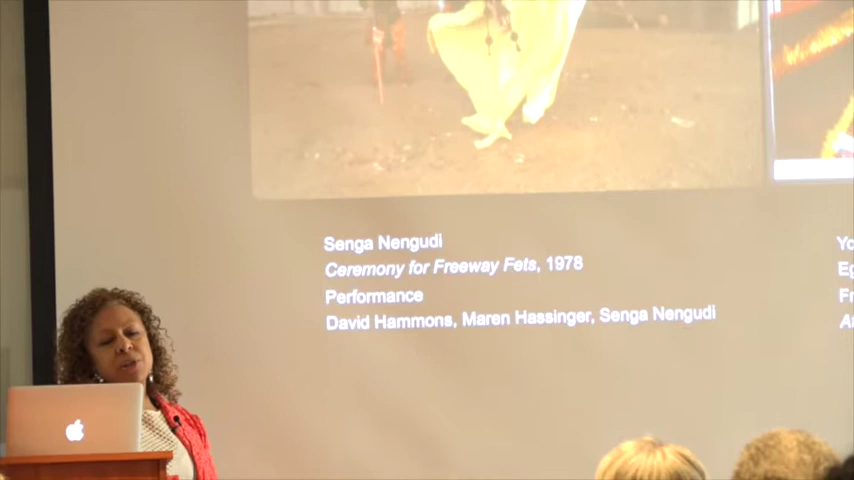 Senga Nengudi
Ceremony for Freeway Fets, 1978
Performance
David Hammons, Maren Hassinger, Senga Nengudi